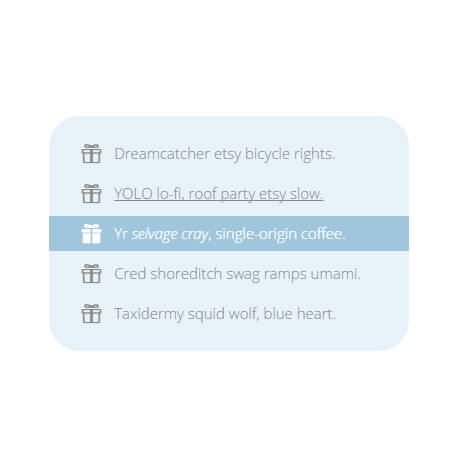 Dreamcatcher etsy bicycle rights.
YOLO lo-fi, roof party etsy slow.
Yr selvage cray, single-origin coffee.
Cred shoreditch swag ramps umami.
Taxidermy squid wolf, blue heart.